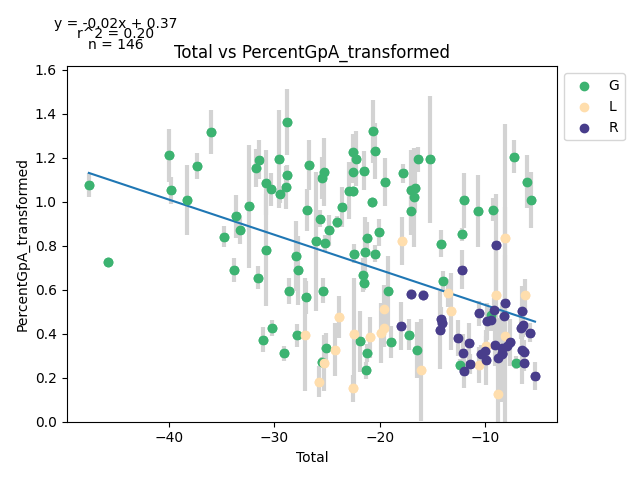 y = -0.02x + 0.37
r^2 = 0.20
n = 146
Total vs PercentGpA_transformed
1.6
1.4
1.2
1.0
0.8
0.6
0.4
0.2
0.0
PercentGpA_transformed
−40
−30
−20
−10
Total
G
L
R